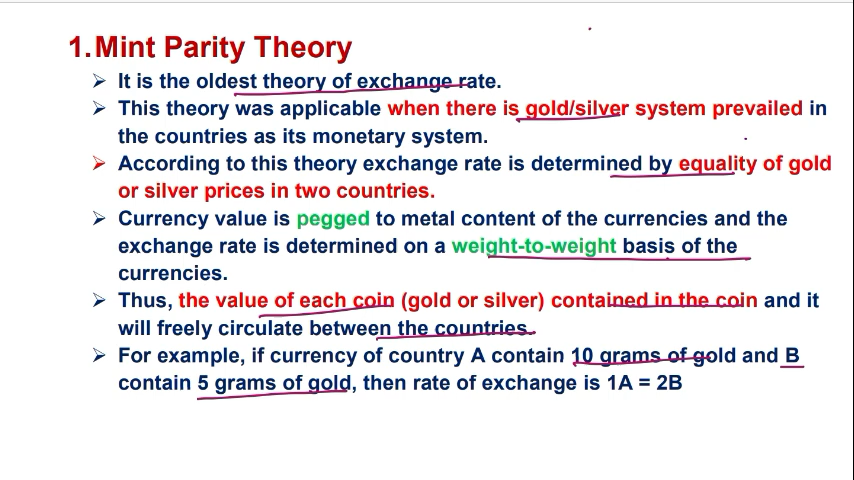 1. Mint Parity Theory
➢ It is the oldest theory of exchange rate.
➢ This theory was applicable when there is gold/silver system prevailed in
the countries as its monetary system.
➢ According to this theory exchange rate is determined by equality of gold
or silver prices in two countries.
➢ Currency value is pegged to metal content of the currencies and the
exchange rate is determined on a weight-to-weight basis of the
currencies.
➢ Thus, the value of each coin (gold or silver) contained in the coin and it
will freely circulate between the countries.
➢ For example, if currency of country A contain 10 grams of gold and B
contain 5 grams of gold, then rate of exchange is 1A = 2B